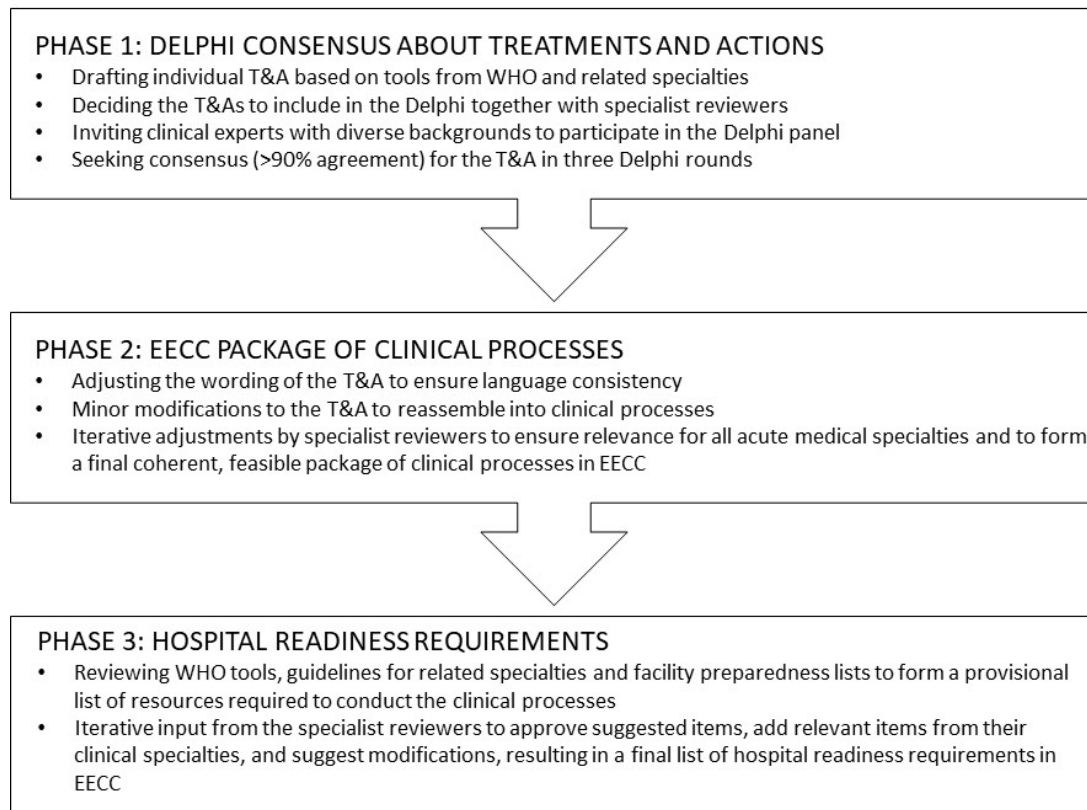 PHASE 1: DELPHI CONSENSUS ABOUT TREATMENTS AND ACTIONS
• Drafting individual T&A based on tools from WHO and related specialties
• Deciding the T&As to include in the Delphi together with specialist reviewers
• Inviting clinical experts with diverse backgrounds to participate in the Delphi panel
• Seeking consensus (>90% agreement) for the T&A in three Delphi rounds
PHASE 2: EECC PACKAGE OF CLINICAL PROCESSES
• Adjusting the wording of the T&A to ensure language consistency
• Minor modifications to the T&A to reassemble into clinical processes
• Iterative adjustments by specialist reviewers to ensure relevance for all acute medical specialties and to form
a final coherent, feasible package of clinical processes in EECC
PHASE 3: HOSPITAL READINESS REQUIREMENTS
• Reviewing WHO tools, guidelines for related specialties and facility preparedness lists to form a provisional
list of resources required to conduct the clinical processes
• Iterative input from the specialist reviewers to approve suggested items, add relevant items from their
clinical specialties, and suggest modifications, resulting in a final list of hospital readiness requirements in
EECC